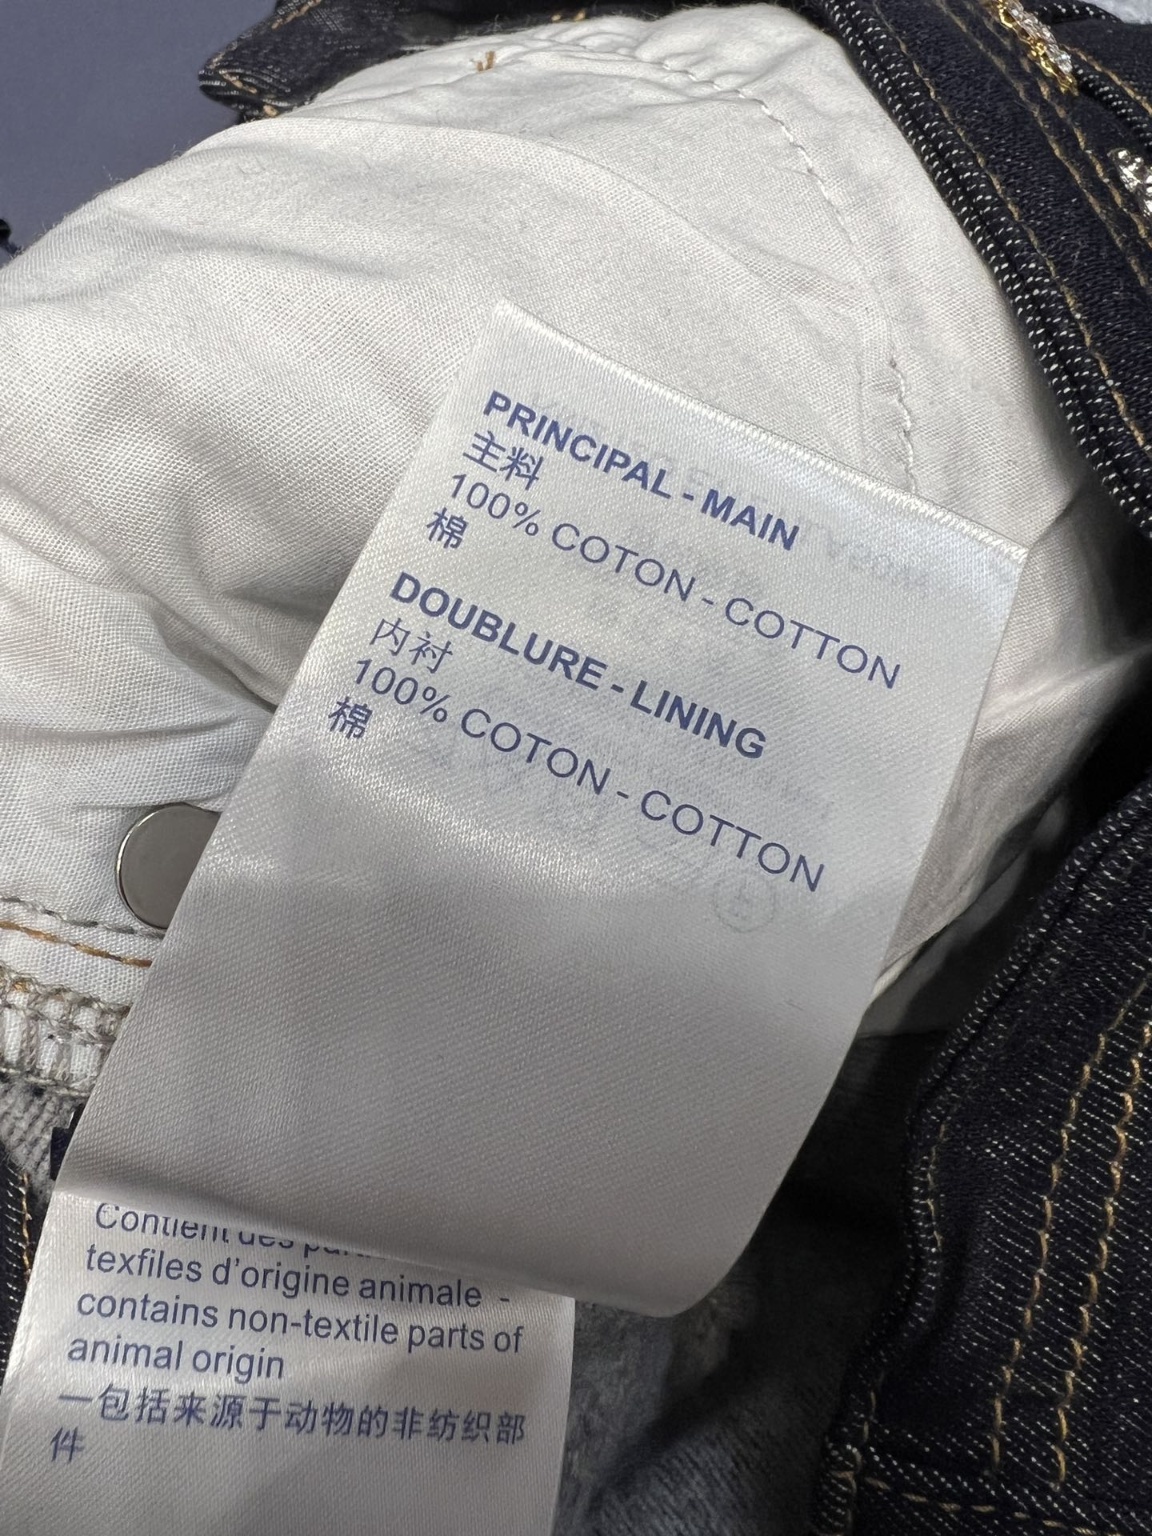 PRINCIPAL - MAIN
主料
100% COTON - COTTON
棉
DOUBLURE - LINING
内衬
100% COTON - COTTON
棉
Contient des
texfiles d'origine animale -
contains non-textile parts of
animal origin
一包括来源于动物的非纺织部
件